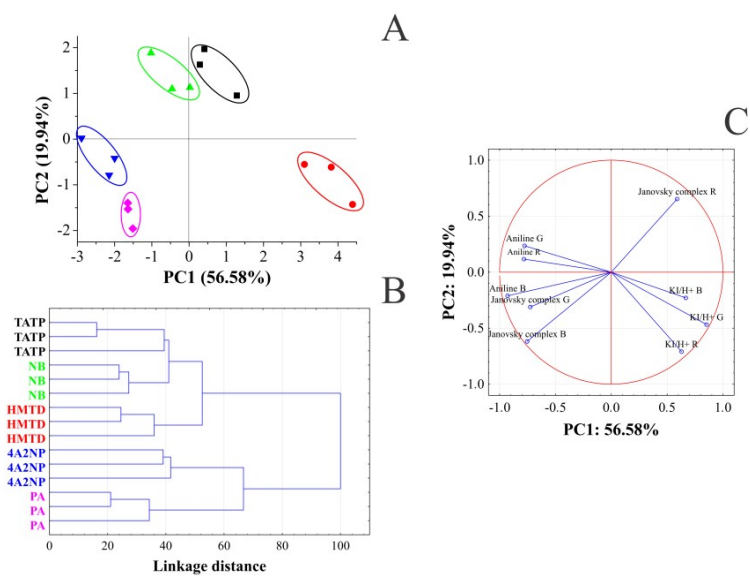 A
PC2 (19.94%)
2
1
0
-1
-2
-3 -2 -1 0 1 2 3 4
PC1 (56.58%)
B
TATP
TATP
TATP
NB
NB
NB
HMTD
HMTD
HMTD
4A2NP
4A2NP
4A2NP
PA
PA
PA
0 20 40 60 80 100
Linkage distance
C
PC2: 19.94%
1.0
0.5
0.0
-0.5
-1.0
Janovsky complex R
Aniline G
Aniline R
Aniline B
Janovsky complex G
Janovsky complex B
KI/H+ B
KI/H+ G
KI/H+ R
-1.0 -0.5 0.0 0.5 1.0
PC1: 56.58%